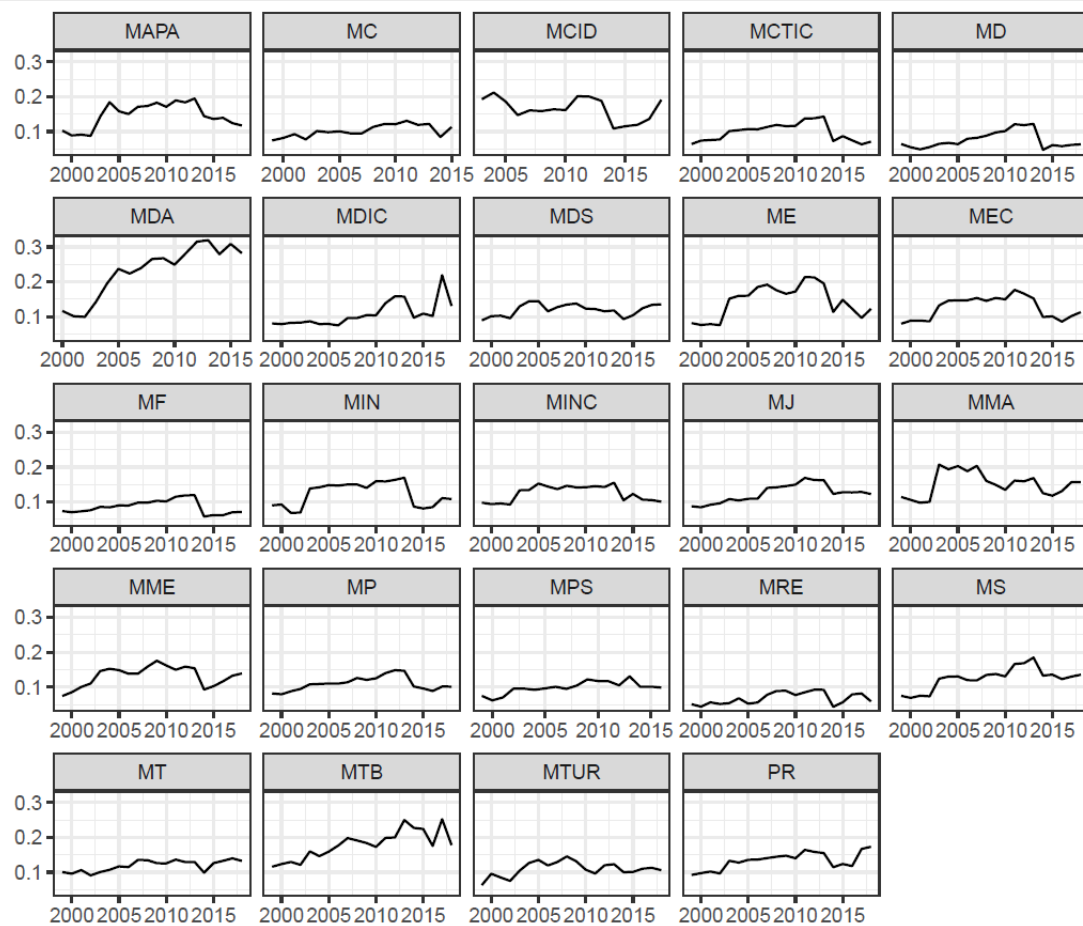 MAPA MC MCID MCTIC MD
0.3
0.2
0.1
2000 2005 2010 2015 2000 2005 2010 2015 2005 2010 2015 2000 2005 2010 2015 2000 2005 2010 2015
MDA MDIC MDS ME MEC
0.3
0.2
0.1
2000 2005 2010 2015 2000 2005 2010 2015 2000 2005 2010 2015 2000 2005 2010 2015 2000 2005 2010 2015
MF MIN MINC MJ MMA
0.3
0.2
0.1
2000 2005 2010 2015 2000 2005 2010 2015 2000 2005 2010 2015 2000 2005 2010 2015 2000 2005 2010 2015
MME MP MPS MRE MS
0.3
0.2
0.1
2000 2005 2010 2015 2000 2005 2010 2015 2000 2005 2010 2015 2000 2005 2010 2015 2000 2005 2010 2015
MT MTB MTUR PR
0.3
0.2
0.1
2000 2005 2010 2015 2000 2005 2010 2015 2000 2005 2010 2015 2000 2005 2010 2015